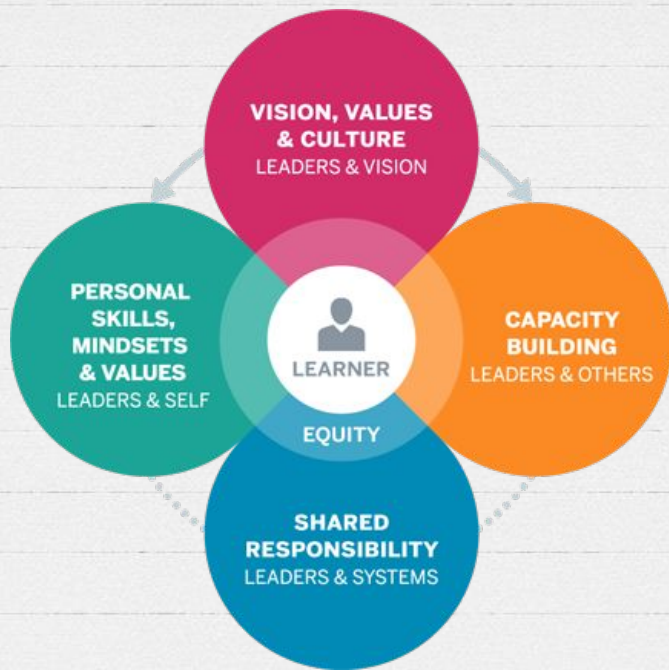 VISION, VALUES
& CULTURE
LEADERS & VISION
PERSONAL
SKILLS,
MINDSETS
& VALUES
LEADERS & SELF
LEARNER
EQUITY
CAPACITY
BUILDING
LEADERS & OTHERS
SHARED
RESPONSIBILITY
LEADERS & SYSTEMS